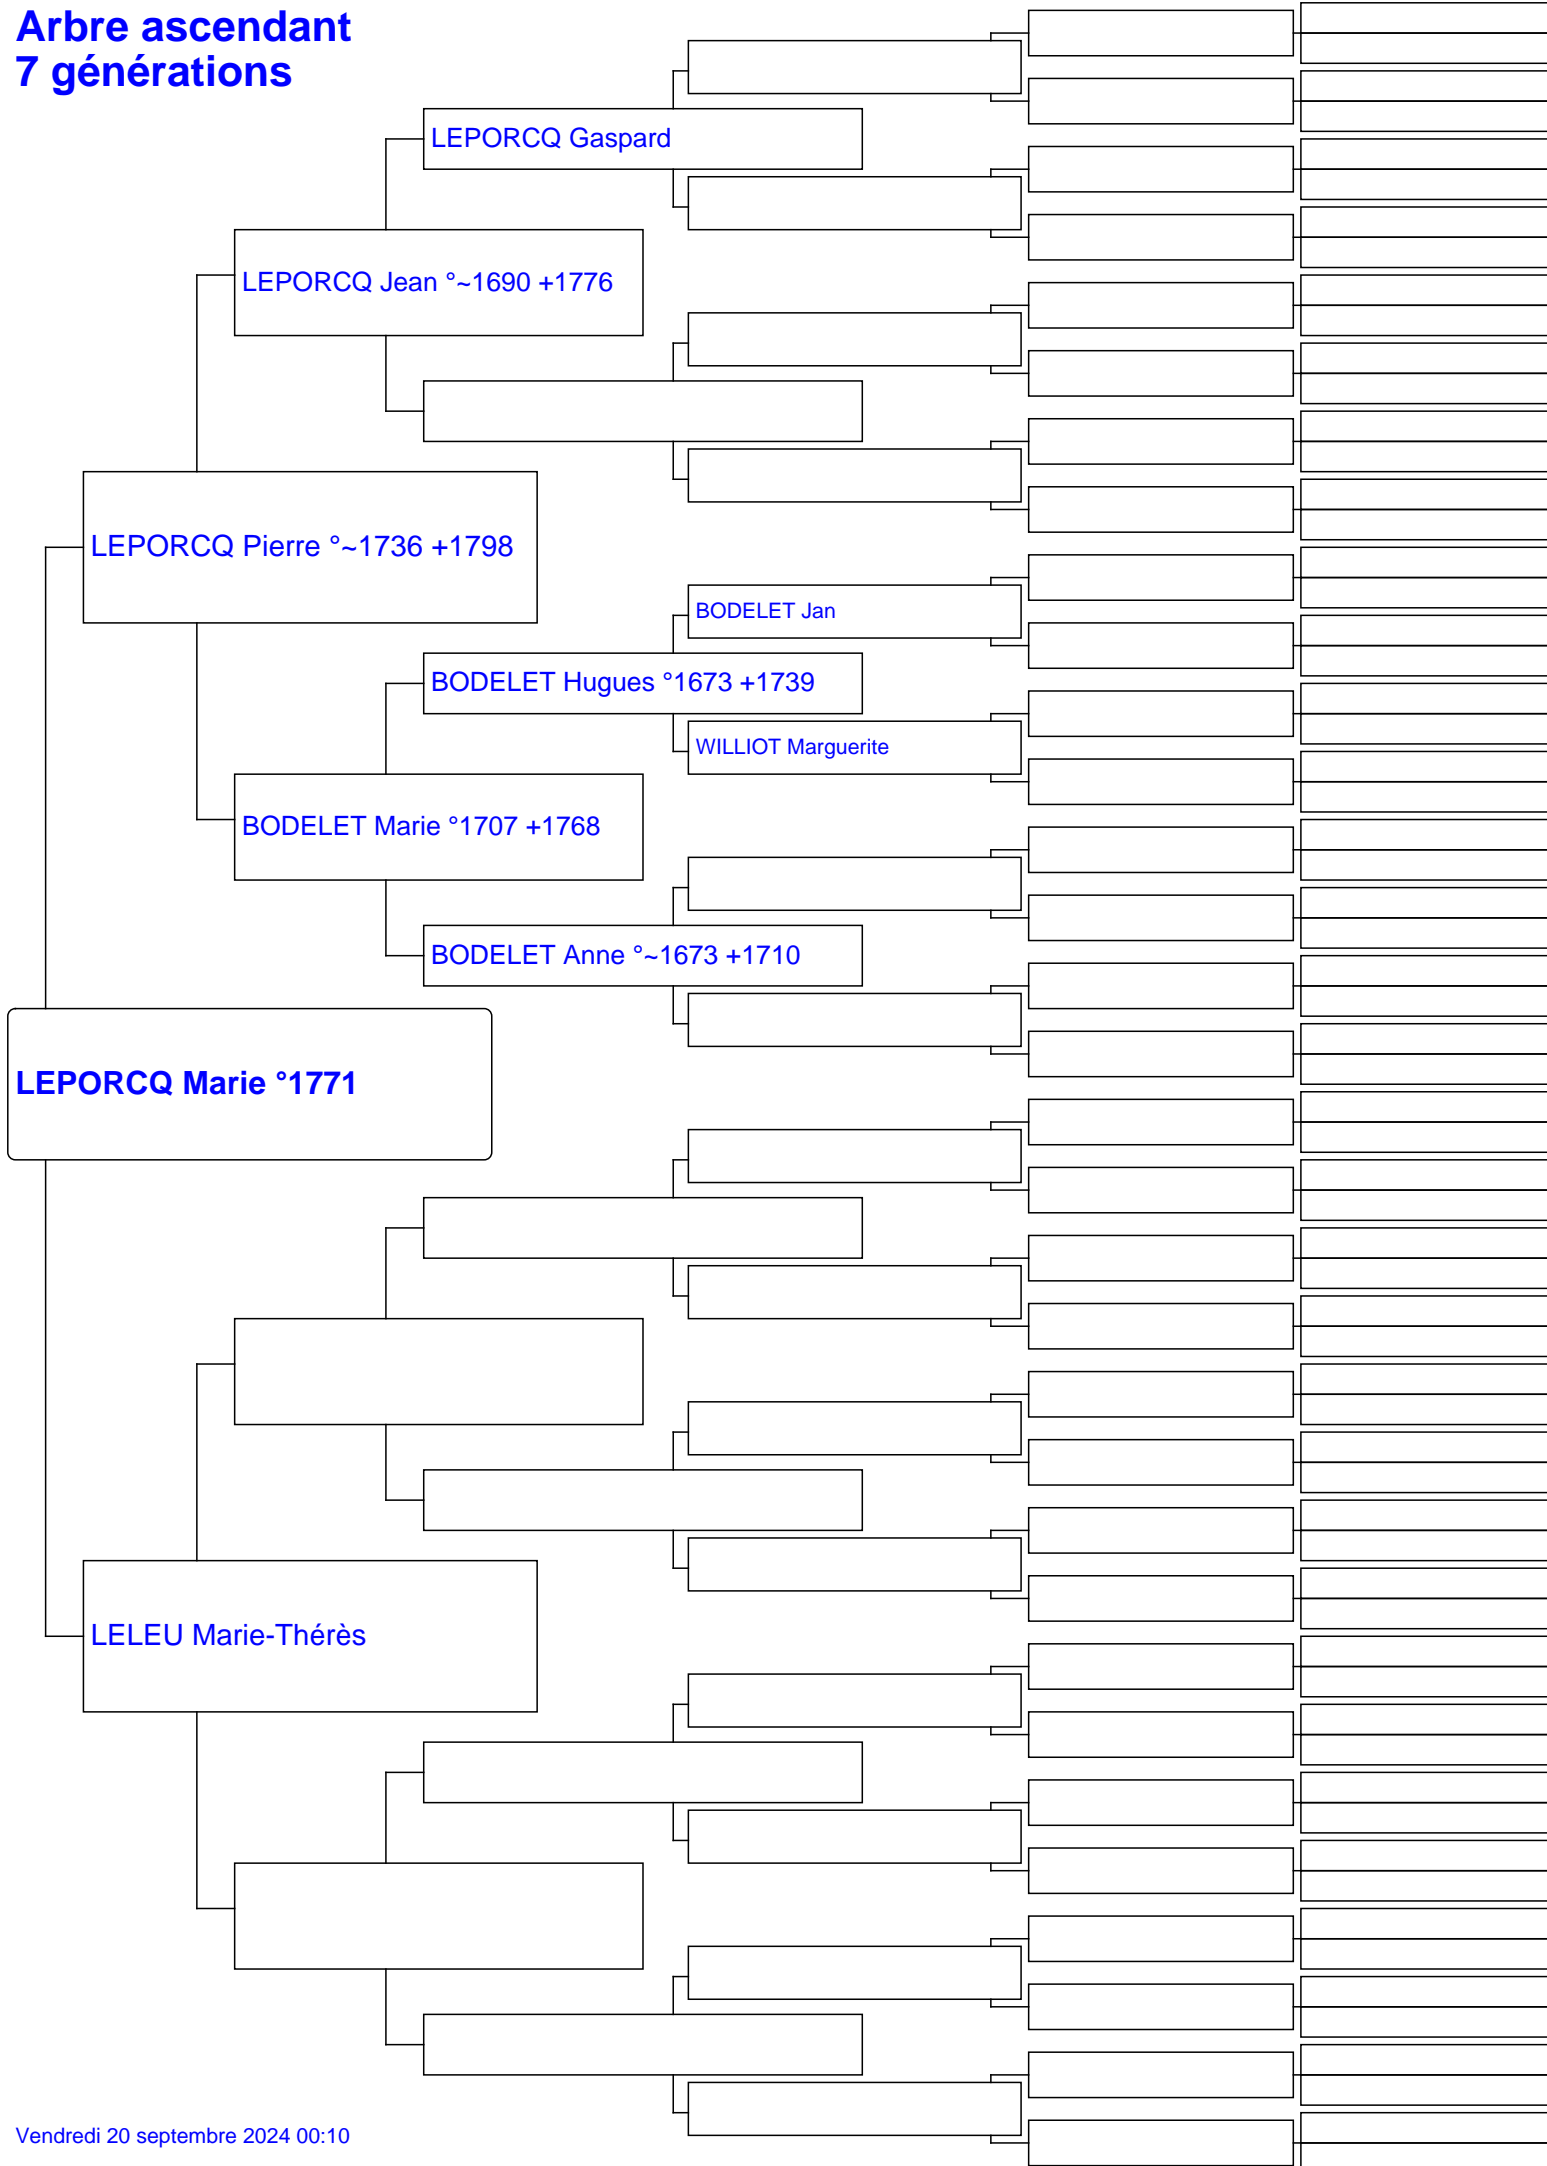 Arbre ascendant
7 générations
LEPORCQ Gaspard
LEPORCQ Jean °~1690 +1776
LEPORCQ Pierre °~1736 +1798
BODELET Jan
BODELET Hugues °1673 +1739
WILLIOT Marguerite
BODELET Marie °1707 +1768
BODELET Anne °~1673 +1710
LEPORCQ Marie °1771
LELEU Marie-Thérès
Vendredi 20 septembre 2024 00:10